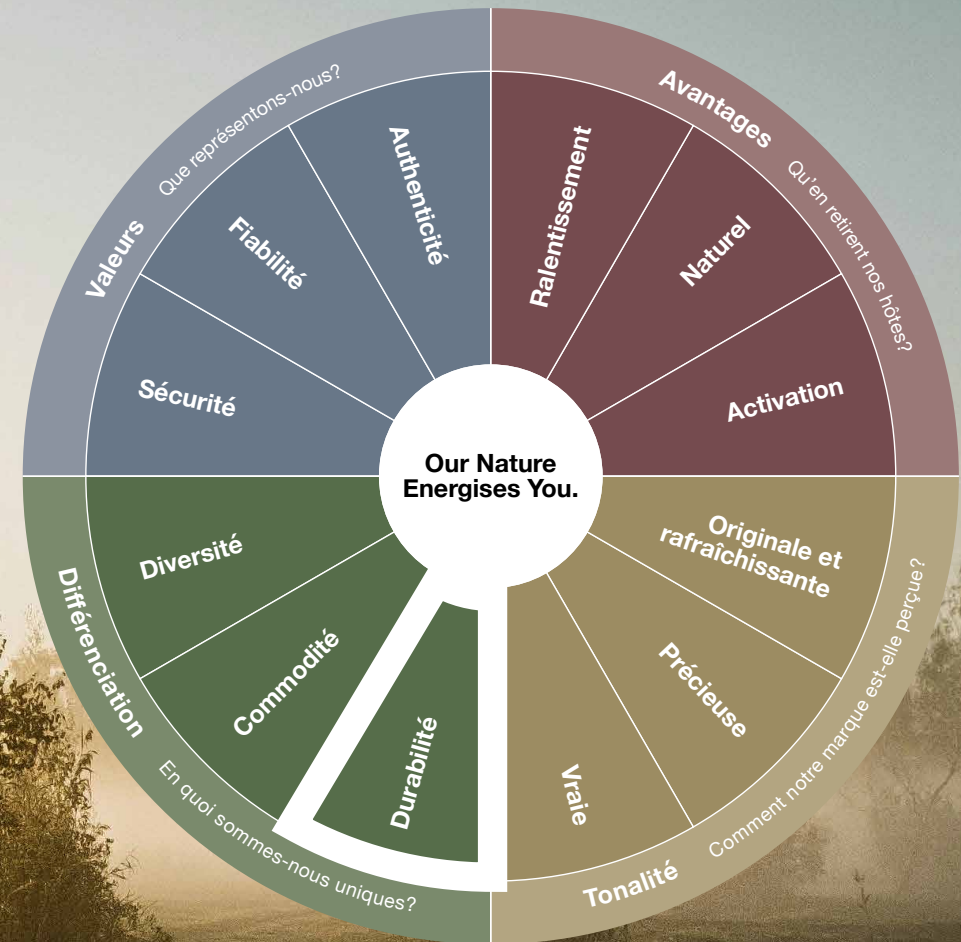 Valeurs
Que représentons-nous?
Sécurité
Fiabilité
Authenticité
Avantages
Qu'en retirent nos hôtes?
Ralentissement
Naturel
Activation
Our Nature
Energises You.
Différenciation
En quoi sommes-nous uniques?
Diversité
Commodité
Durabilité
Tonalité
Comment notre marque est-elle perçue?
Originale et
rafraîchissante
Précieuse
Vraie